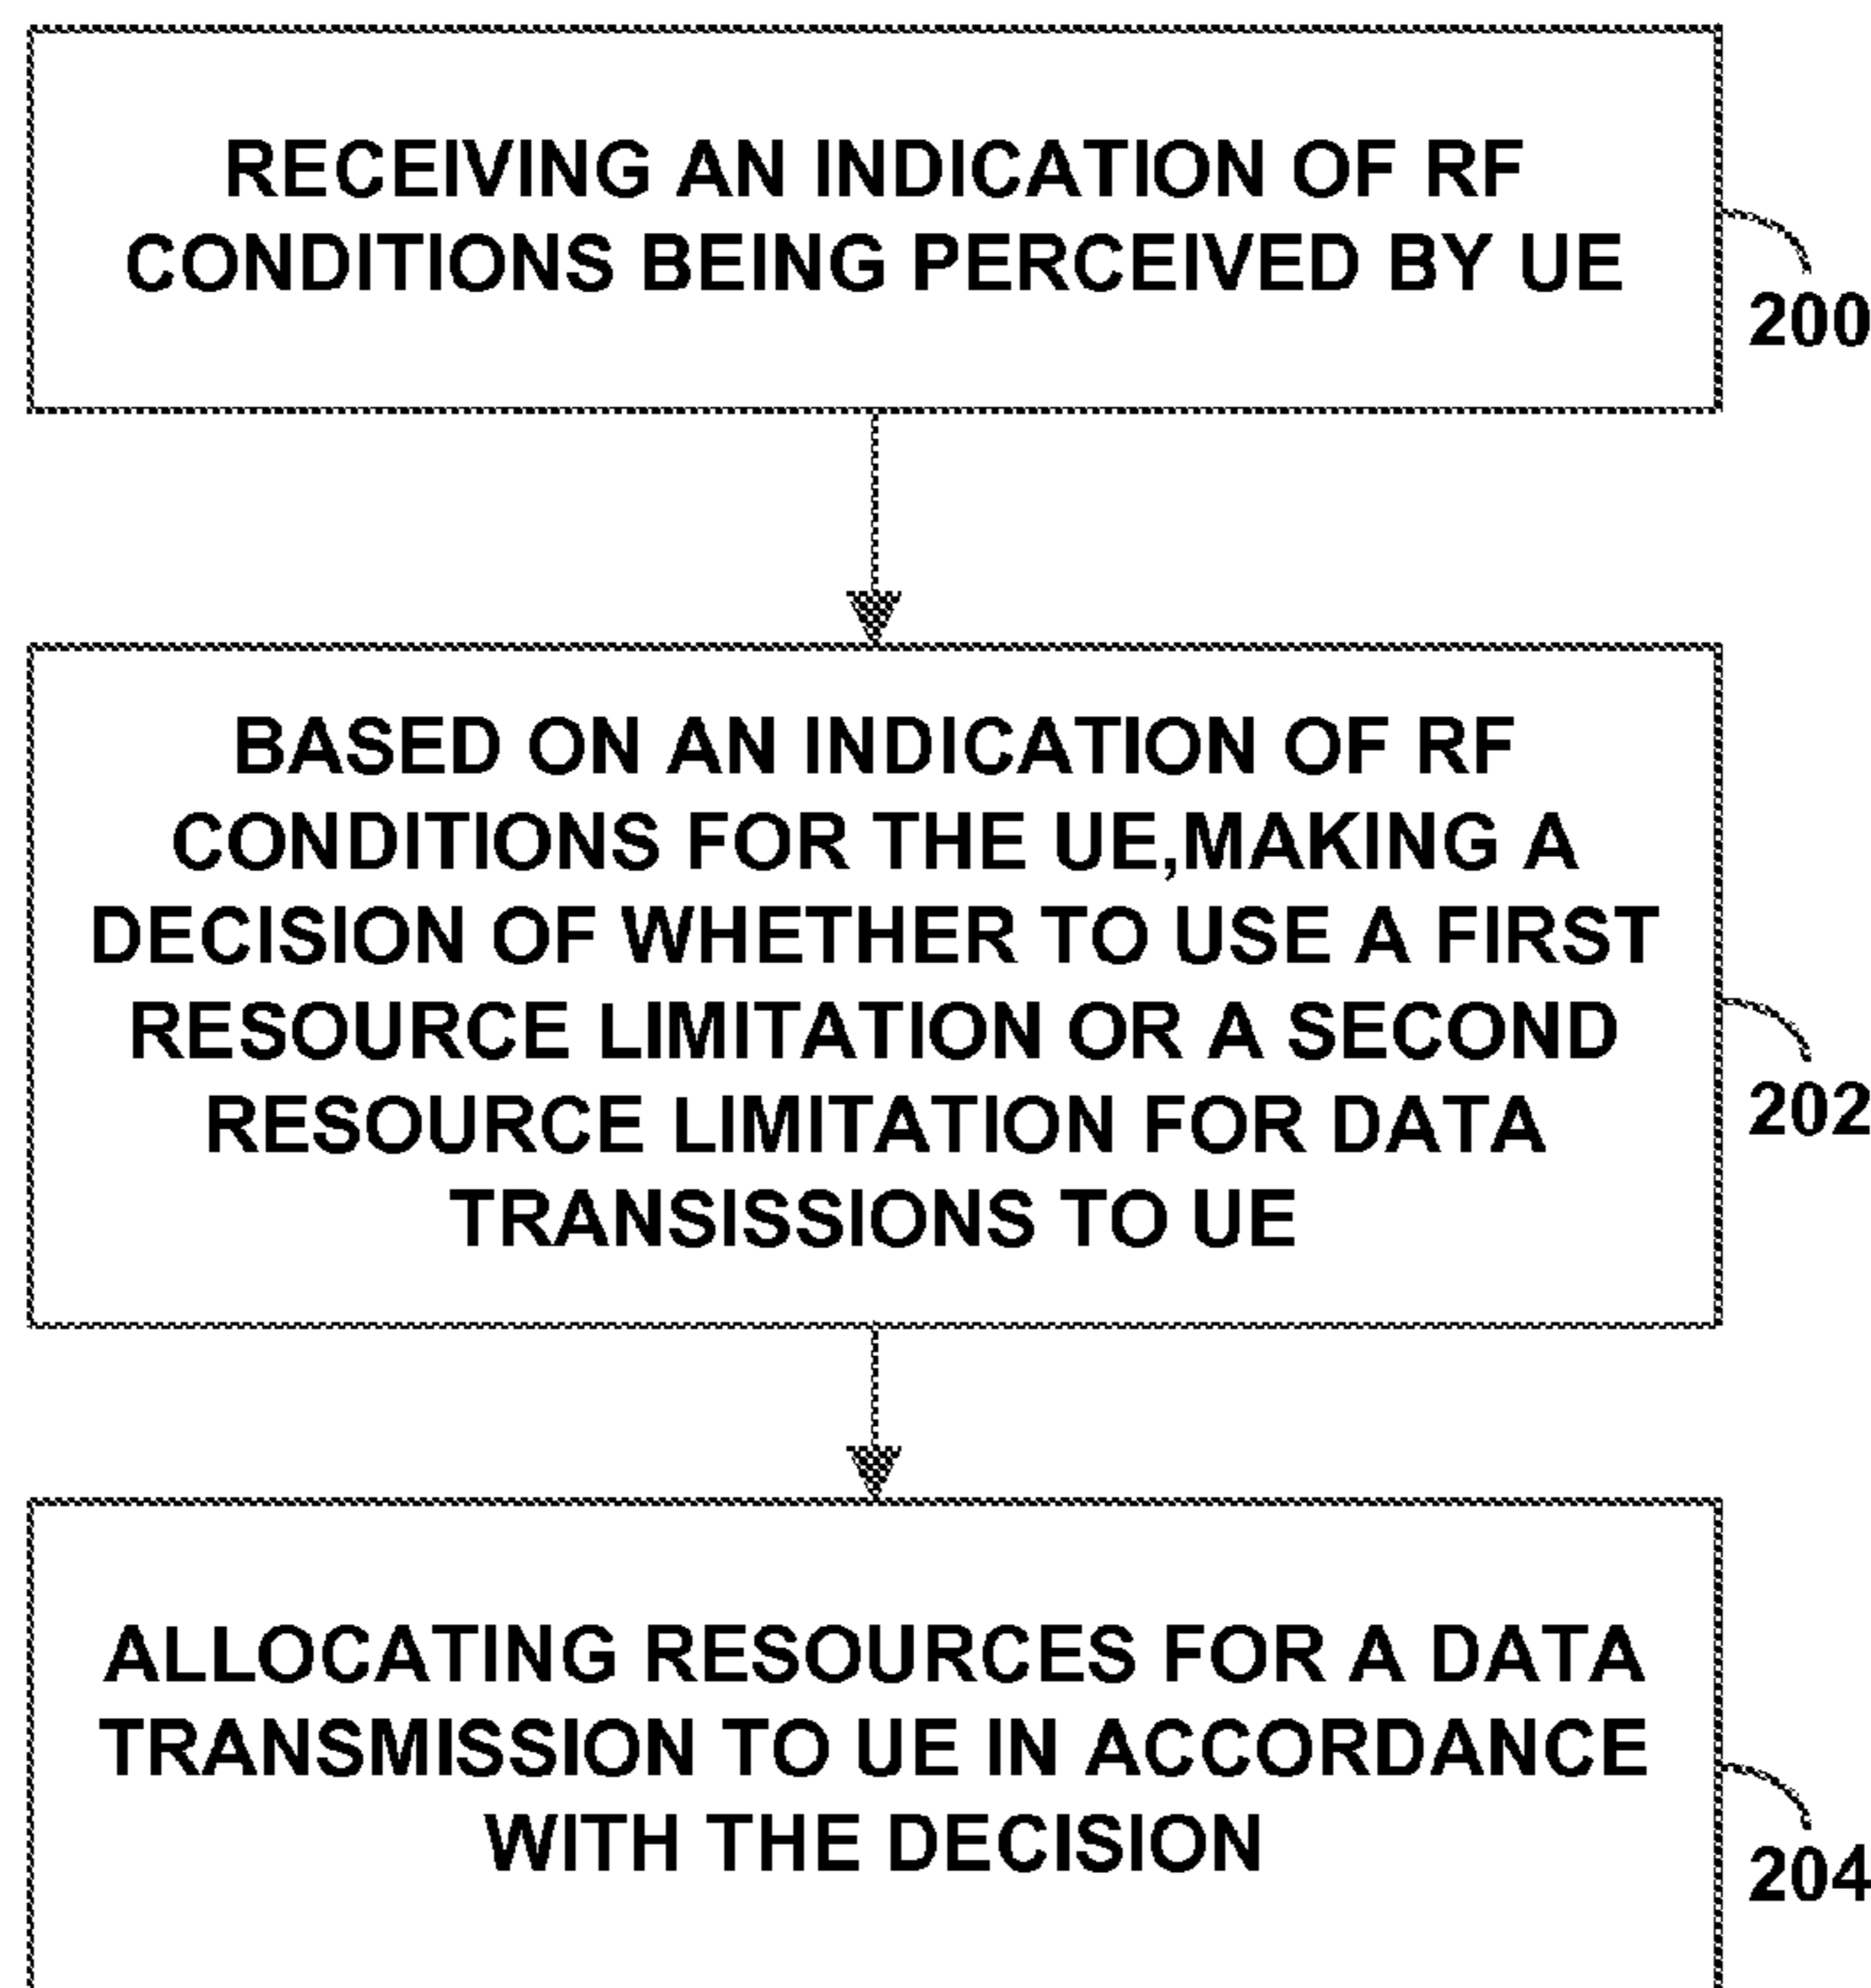 RECEIVING AN INDICATION OF RF
CONDITIONS BEING PERCEIVED BY UE
200
BASED ON AN INDICATION OF RF
CONDITIONS FOR THE UE,MAKING A
DECISION OF WHETHER TO USE A FIRST
RESOURCE LIMITATION OR A SECOND
RESOURCE LIMITATION FOR DATA
TRANSISSIONS TO UE
202
ALLOCATING RESOURCES FOR A DATA
TRANSMISSION TO UE IN ACCORDANCE
WITH THE DECISION
204